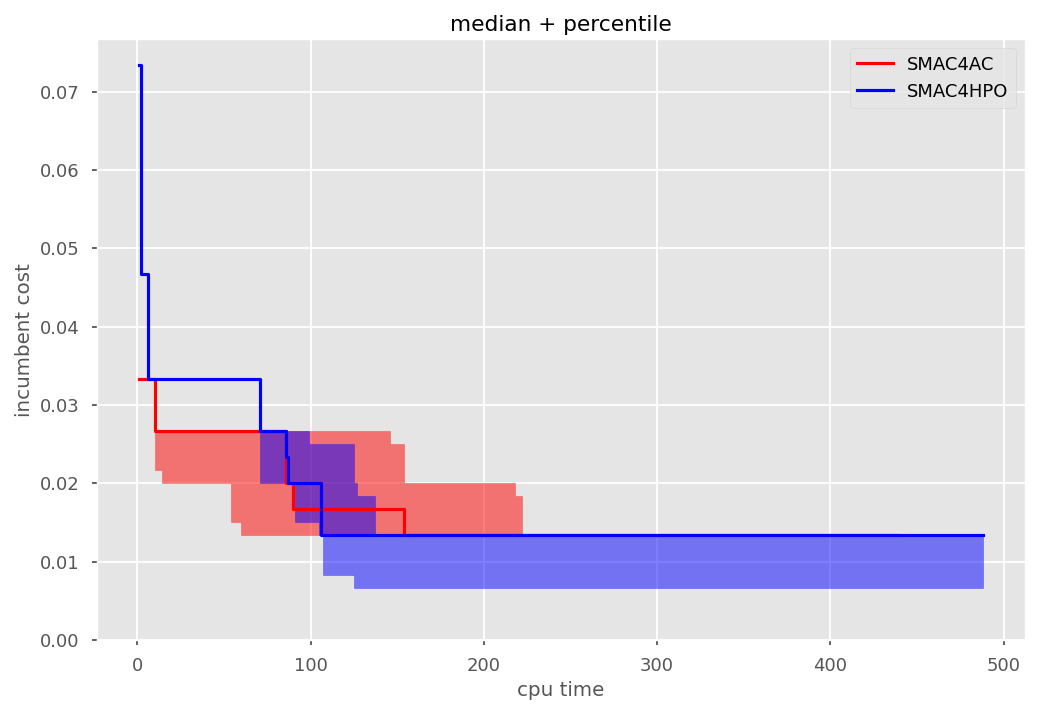 median + percentile
SMAC4AC
SMAC4HPO
incumbent cost
0.07
0.06
0.05
0.04
0.03
0.02
0.01
0.00
0 100 200 300 400 500
cpu time